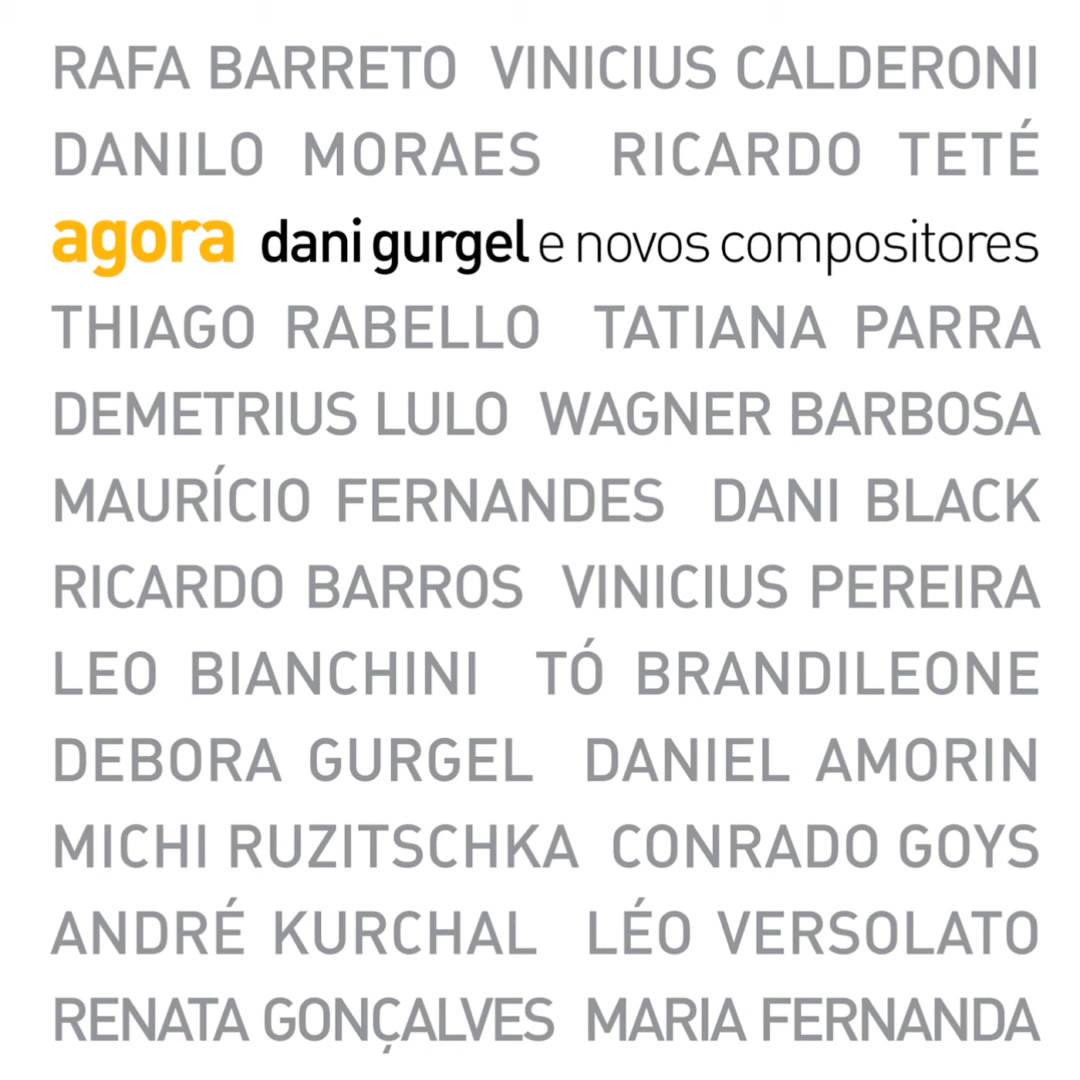 RAFA BARRETO VINICIUS CALDERONI
DANILO MORAES RICARDO TETÉ
agora dani gurgel e novos compositores
THIAGO RABELLO TATIANA PARRA
DEMETRIUS LULO WAGNER BARBOSA
MAURÍCIO FERNANDES DANI BLACK
RICARDO BARROS VINICIUS PEREIRA
LEO BIANCHINI TÓ BRANDILEONE
DEBORA GURGEL DANIEL AMORIN
MICHI RUZITSCHKA CONRADO GOYS
ANDRÉ KURCHAL LÉO VERSOLATO
RENATA GONÇALVES MARIA FERNANDA